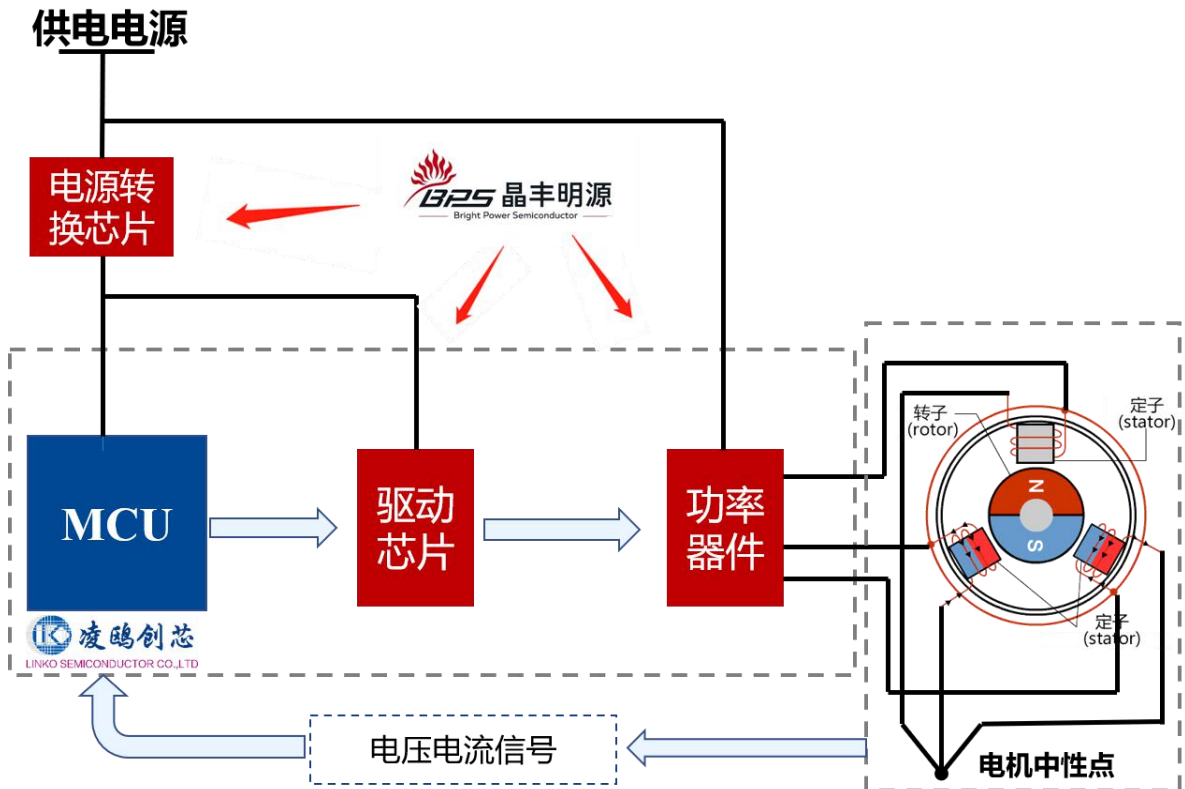 供电电源
电源转
换芯片
BPS 晶丰明源
Bright Power Semiconductor
MCU
驱动
芯片
功率
器件
转子
(rotor)
定子
(stator)
N
S
定子
(stator)
LK 凌鸥创芯
LINKO SEMICONDUCTOR CO.,LTD
电压电流信号
电机中性点